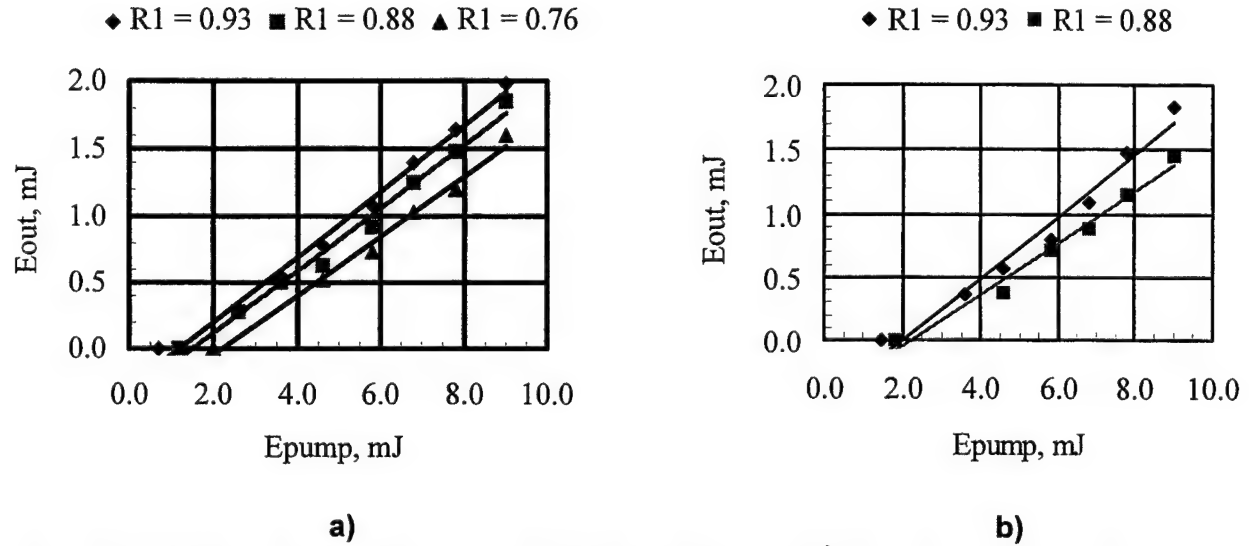 R1 = 0.93 R1 = 0.88 R1 = 0.76
2.0
1.5
1.0
0.5
0.0
Eout, mJ
0.0 2.0 4.0 6.0 8.0 10.0
Epump, mJ
a)
R1 = 0.93 R1 = 0.88
2.0
1.5
1.0
0.5
0.0
Eout, mJ
0.0 2.0 4.0 6.0 8.0 10.0
Epump, mJ
b)